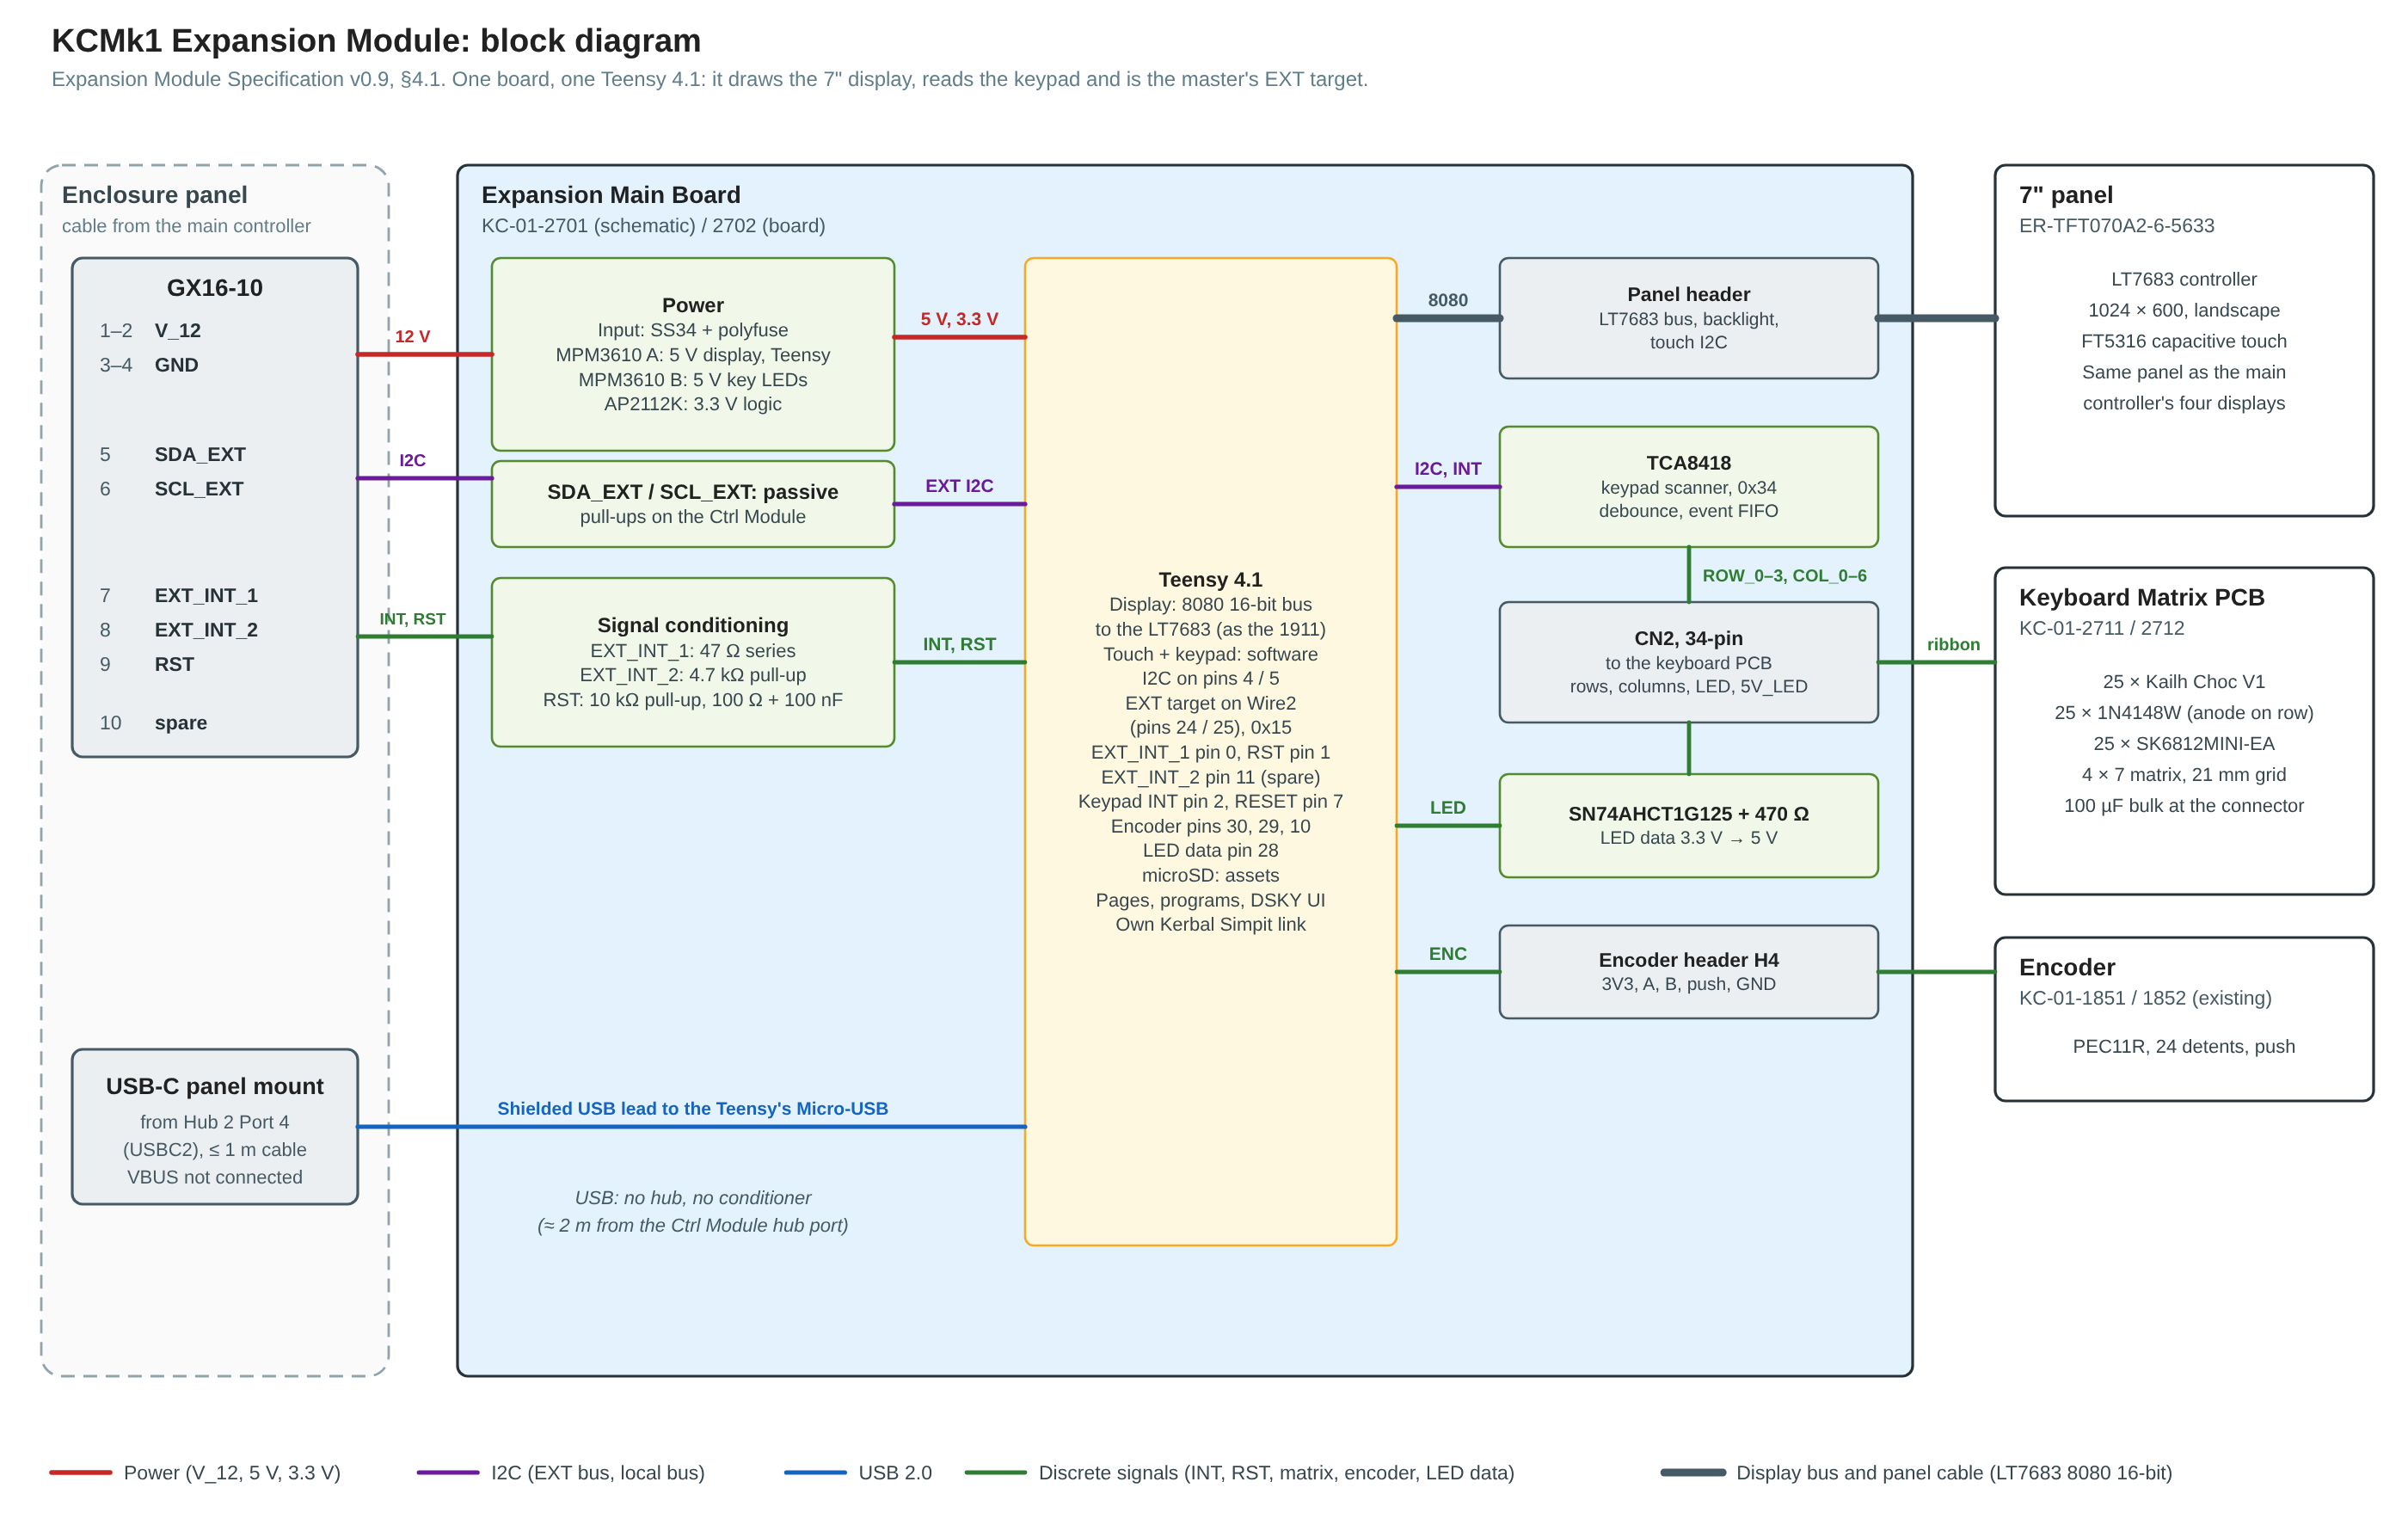 KCMk1 Expansion Module: block diagram
Expansion Module Specification v0.9, §4.1. One board, one Teensy 4.1: it draws the 7" display, reads the keypad and is the master's EXT target.
Enclosure panel
cable from the main controller
GX16-10
1–2 V_12
3–4 GND
5 SDA_EXT
6 SCL_EXT
7 EXT_INT_1
8 EXT_INT_2
9 RST
10 spare
USB-C panel mount
from Hub 2 Port 4
(USBC2), ≤ 1 m cable
VBUS not connected
12 V
I2C
INT, RST
Expansion Main Board
KC-01-2701 (schematic) / 2702 (board)
Power
Input: SS34 + polyfuse
MPM3610 A: 5 V display, Teensy
MPM3610 B: 5 V key LEDs
AP2112K: 3.3 V logic
SDA_EXT / SCL_EXT: passive
pull-ups on the Ctrl Module
Signal conditioning
EXT_INT_1: 47 Ω series
EXT_INT_2: 4.7 kΩ pull-up
RST: 10 kΩ pull-up, 100 Ω + 100 nF
Shielded USB lead to the Teensy's Micro-USB
USB: no hub, no conditioner
(≈ 2 m from the Ctrl Module hub port)
5 V, 3.3 V
EXT I2C
INT, RST
Teensy 4.1
Display: 8080 16-bit bus
to the LT7683 (as the 1911)
Touch + keypad: software
I2C on pins 4 / 5
EXT target on Wire2
(pins 24 / 25), 0x15
EXT_INT_1 pin 0, RST pin 1
EXT_INT_2 pin 11 (spare)
Keypad INT pin 2, RESET pin 7
Encoder pins 30, 29, 10
LED data pin 28
microSD: assets
Pages, programs, DSKY UI
Own Kerbal Simpit link
8080
I2C, INT
LED
ENC
Panel header
LT7683 bus, backlight,
touch I2C
TCA8418
keypad scanner, 0x34
debounce, event FIFO
ROW_0–3, COL_0–6
CN2, 34-pin
to the keyboard PCB
rows, columns, LED, 5V_LED
SN74AHCT1G125 + 470 Ω
LED data 3.3 V → 5 V
Encoder header H4
3V3, A, B, push, GND
ribbon
7" panel
ER-TFT070A2-6-5633
LT7683 controller
1024 × 600, landscape
FT5316 capacitive touch
Same panel as the main
controller's four displays
Keyboard Matrix PCB
KC-01-2711 / 2712
25 × Kailh Choc V1
25 × 1N4148W (anode on row)
25 × SK6812MINI-EA
4 × 7 matrix, 21 mm grid
100 µF bulk at the connector
Encoder
KC-01-1851 / 1852 (existing)
PEC11R, 24 detents, push
Power (V_12, 5 V, 3.3 V)
I2C (EXT bus, local bus)
USB 2.0
Discrete signals (INT, RST, matrix, encoder, LED data)
Display bus and panel cable (LT7683 8080 16-bit)